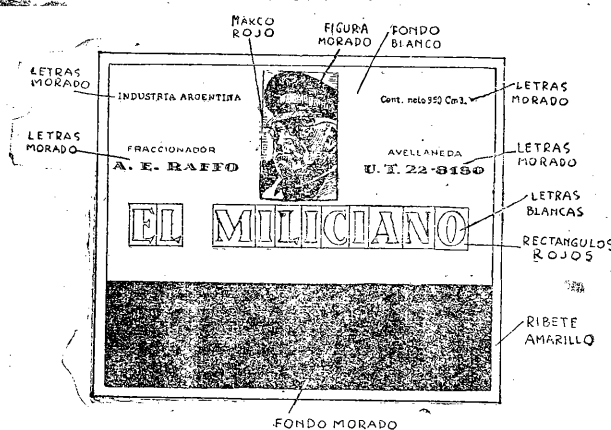 MARCO
ROJO
FIGURA
MORADO
FONDO
BLANCO
LETRAS
MORADO
INDUSTRIA ARGENTINA
Cont. neto 950 Cm3.
LETRAS
MORADO
LETRAS
MORADO
FRACCIONADOR
A. E. RAFFO
AVELLANEDA
U. T. 22-8180
LETRAS
MORADO
EL MILICIANO
LETRAS
BLANCAS
RECTANGULOS
ROJOS
RIBETE
AMARILLO
FONDO MORADO